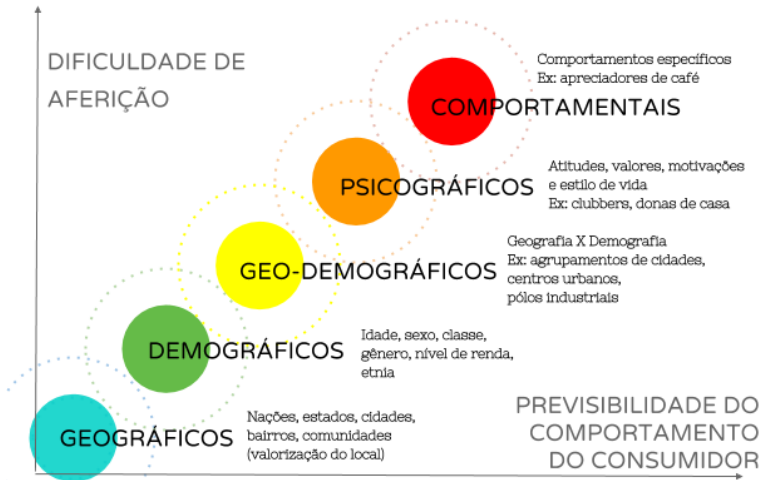 DIFICULDADE DE
AFERIÇÃO
Comportamentos específicos
Ex: apreciadores de café
COMPORTAMENTAIS
PSICOGRÁFICOS
Atitudes, valores, motivações
e estilo de vida
Ex: clubbers, donas de casa
GEO-DEMOGRÁFICOS
Geografia X Demografia
Ex: agrupamentos de cidades,
centros urbanos,
pólos industriais
DEMOGRÁFICOS
Idade, sexo, classe,
gênero, nível de renda,
etnia
GEOGRÁFICOS
Nações, estados, cidades,
bairros, comunidades
(valorização do local)
PREVISIBILIDADE DO
COMPORTAMENTO
DO CONSUMIDOR